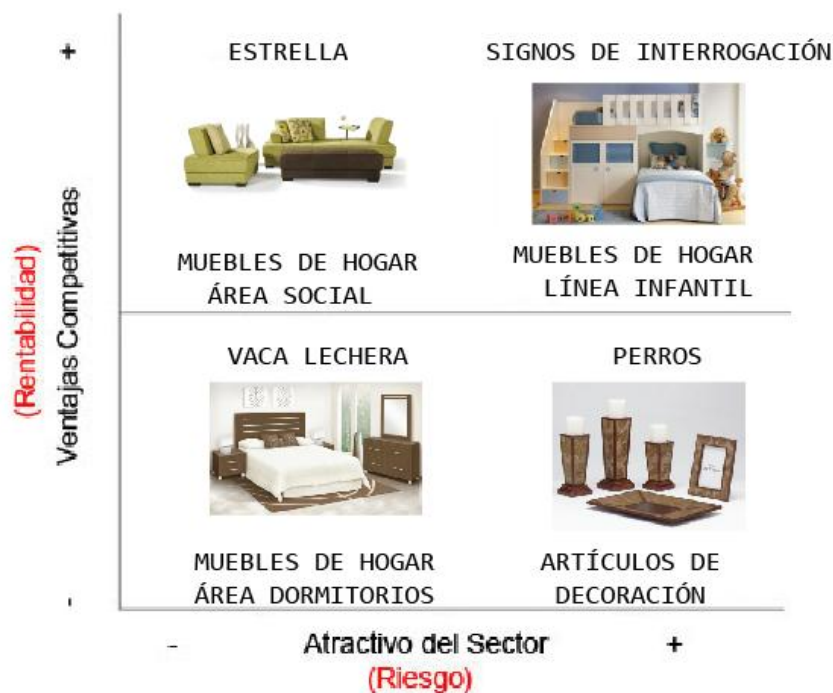 +
ESTRELLA
SIGNOS DE INTERROGACIÓN
MUEBLES DE HOGAR
ÁREA SOCIAL
MUEBLES DE HOGAR
LÍNEA INFANTIL
(Rentabilidad)
Ventajas Competitivas
VACA LECHERA
PERROS
MUEBLES DE HOGAR
ÁREA DORMITORIOS
ARTÍCULOS DE
DECORACIÓN
-
- Atractivo del Sector +
(Riesgo)